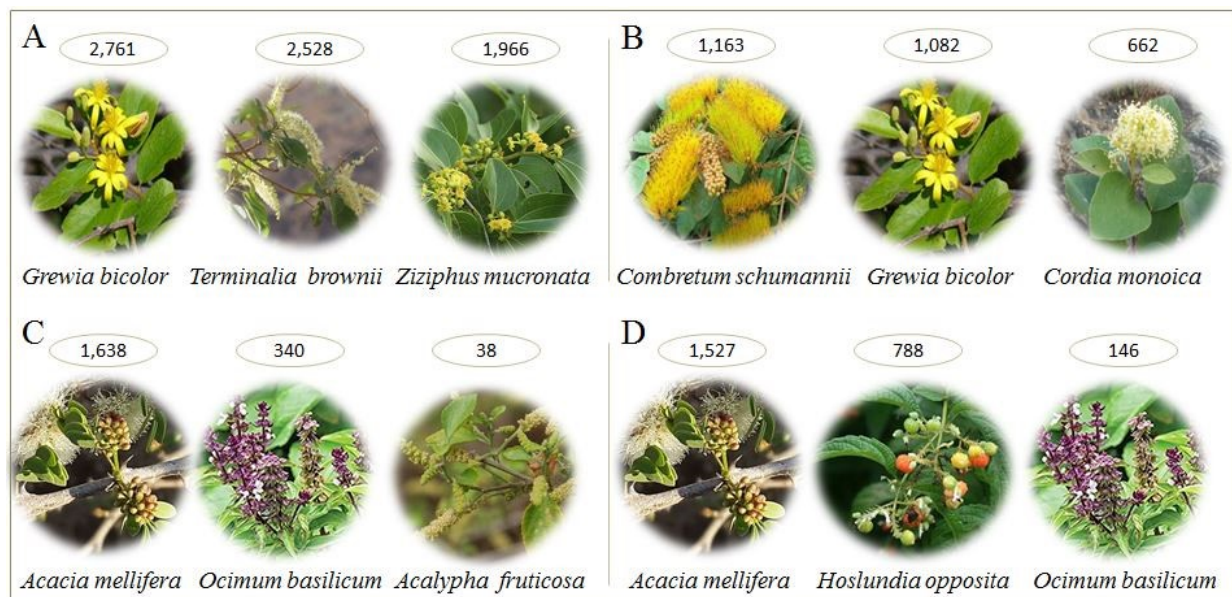 A
2,761 2,528 1,966
Grewia bicolor Terminalia brownii Ziziphus mucronata
B
1,163 1,082 662
Combretum schumannii Grewia bicolor Cordia monoica
C
1,638 340 38
Acacia mellifera Ocimum basilicum Acalypha fruticosa
D
1,527 788 146
Acacia mellifera Hoslundia opposita Ocimum basilicum